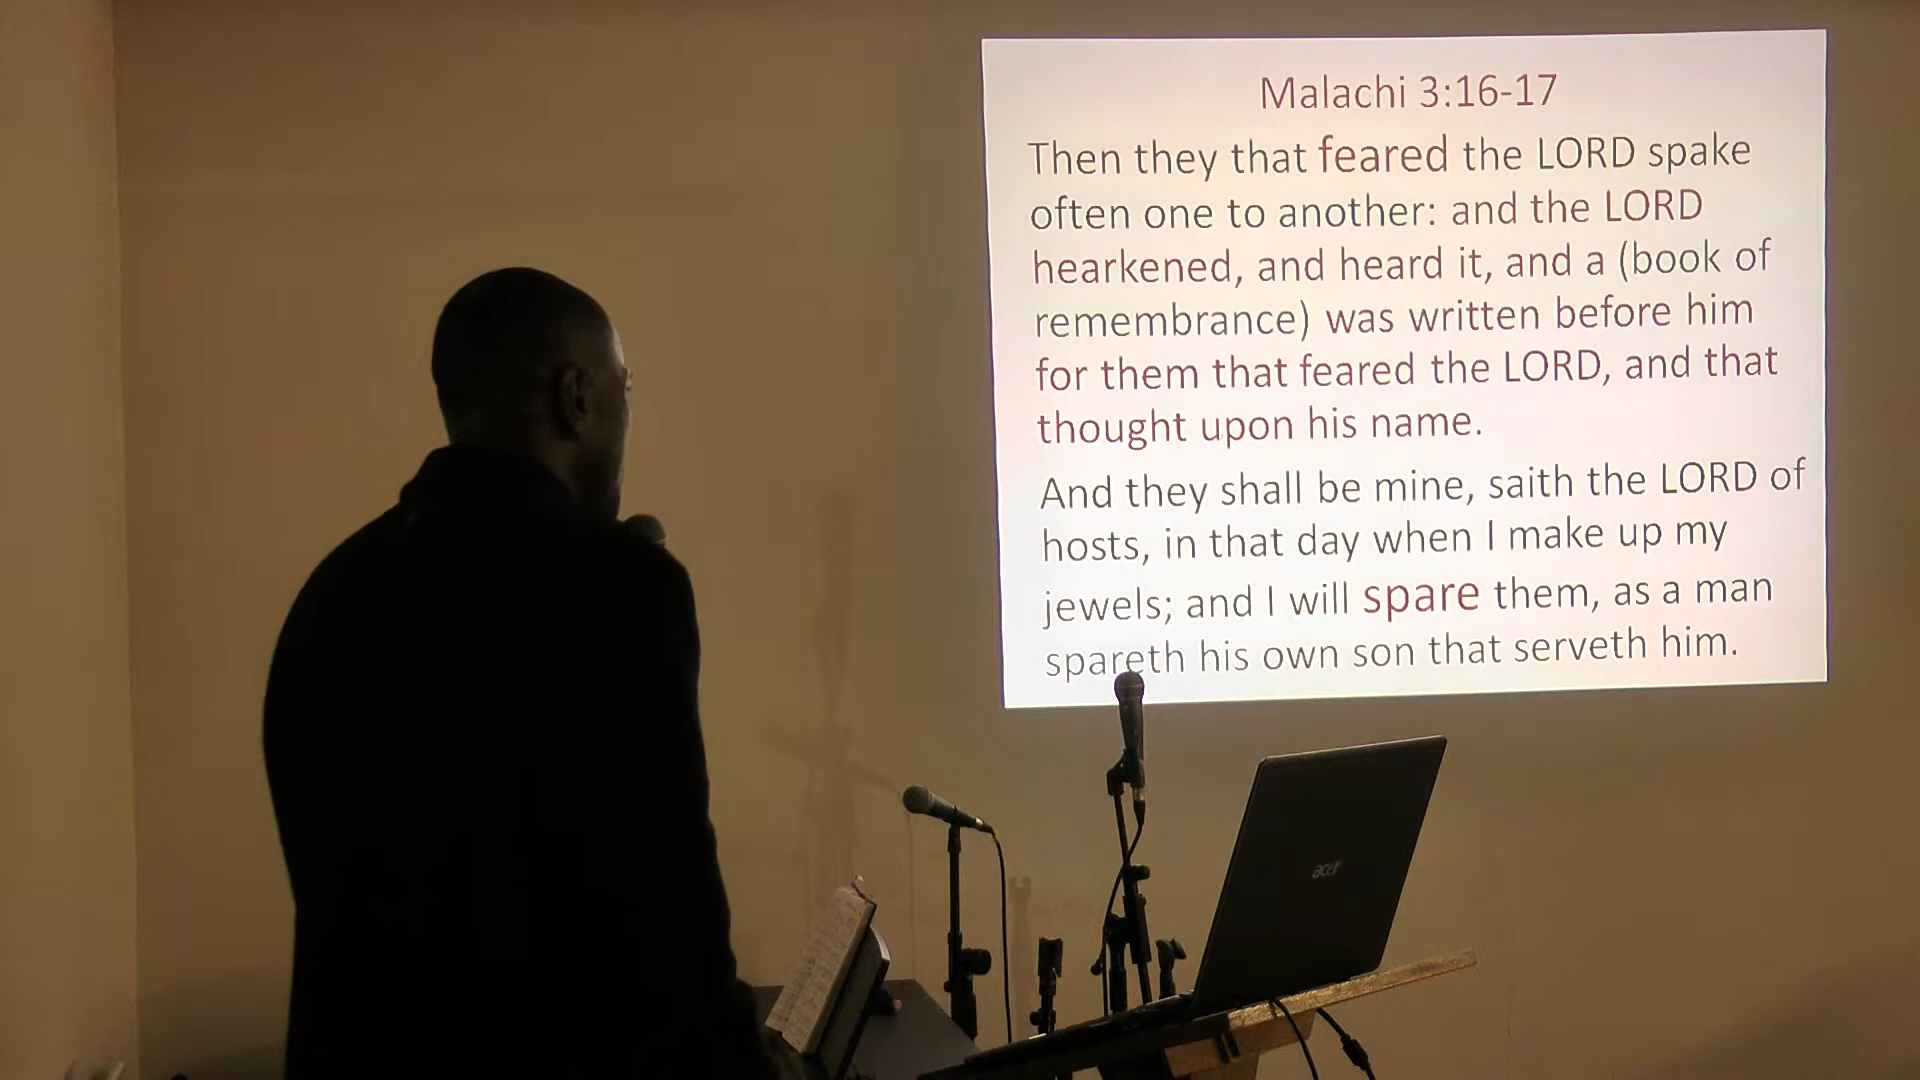 Malachi 3:16-17
Then they that feared the LORD spake
often one to another: and the LORD
hearkened, and heard it, and a (book of
remembrance) was written before him
for them that feared the LORD, and that
thought upon his name.
And they shall be mine, saith the LORD of
hosts, in that day when I make up my
jewels; and I will spare them, as a man
spareth his own son that serveth him.
acer